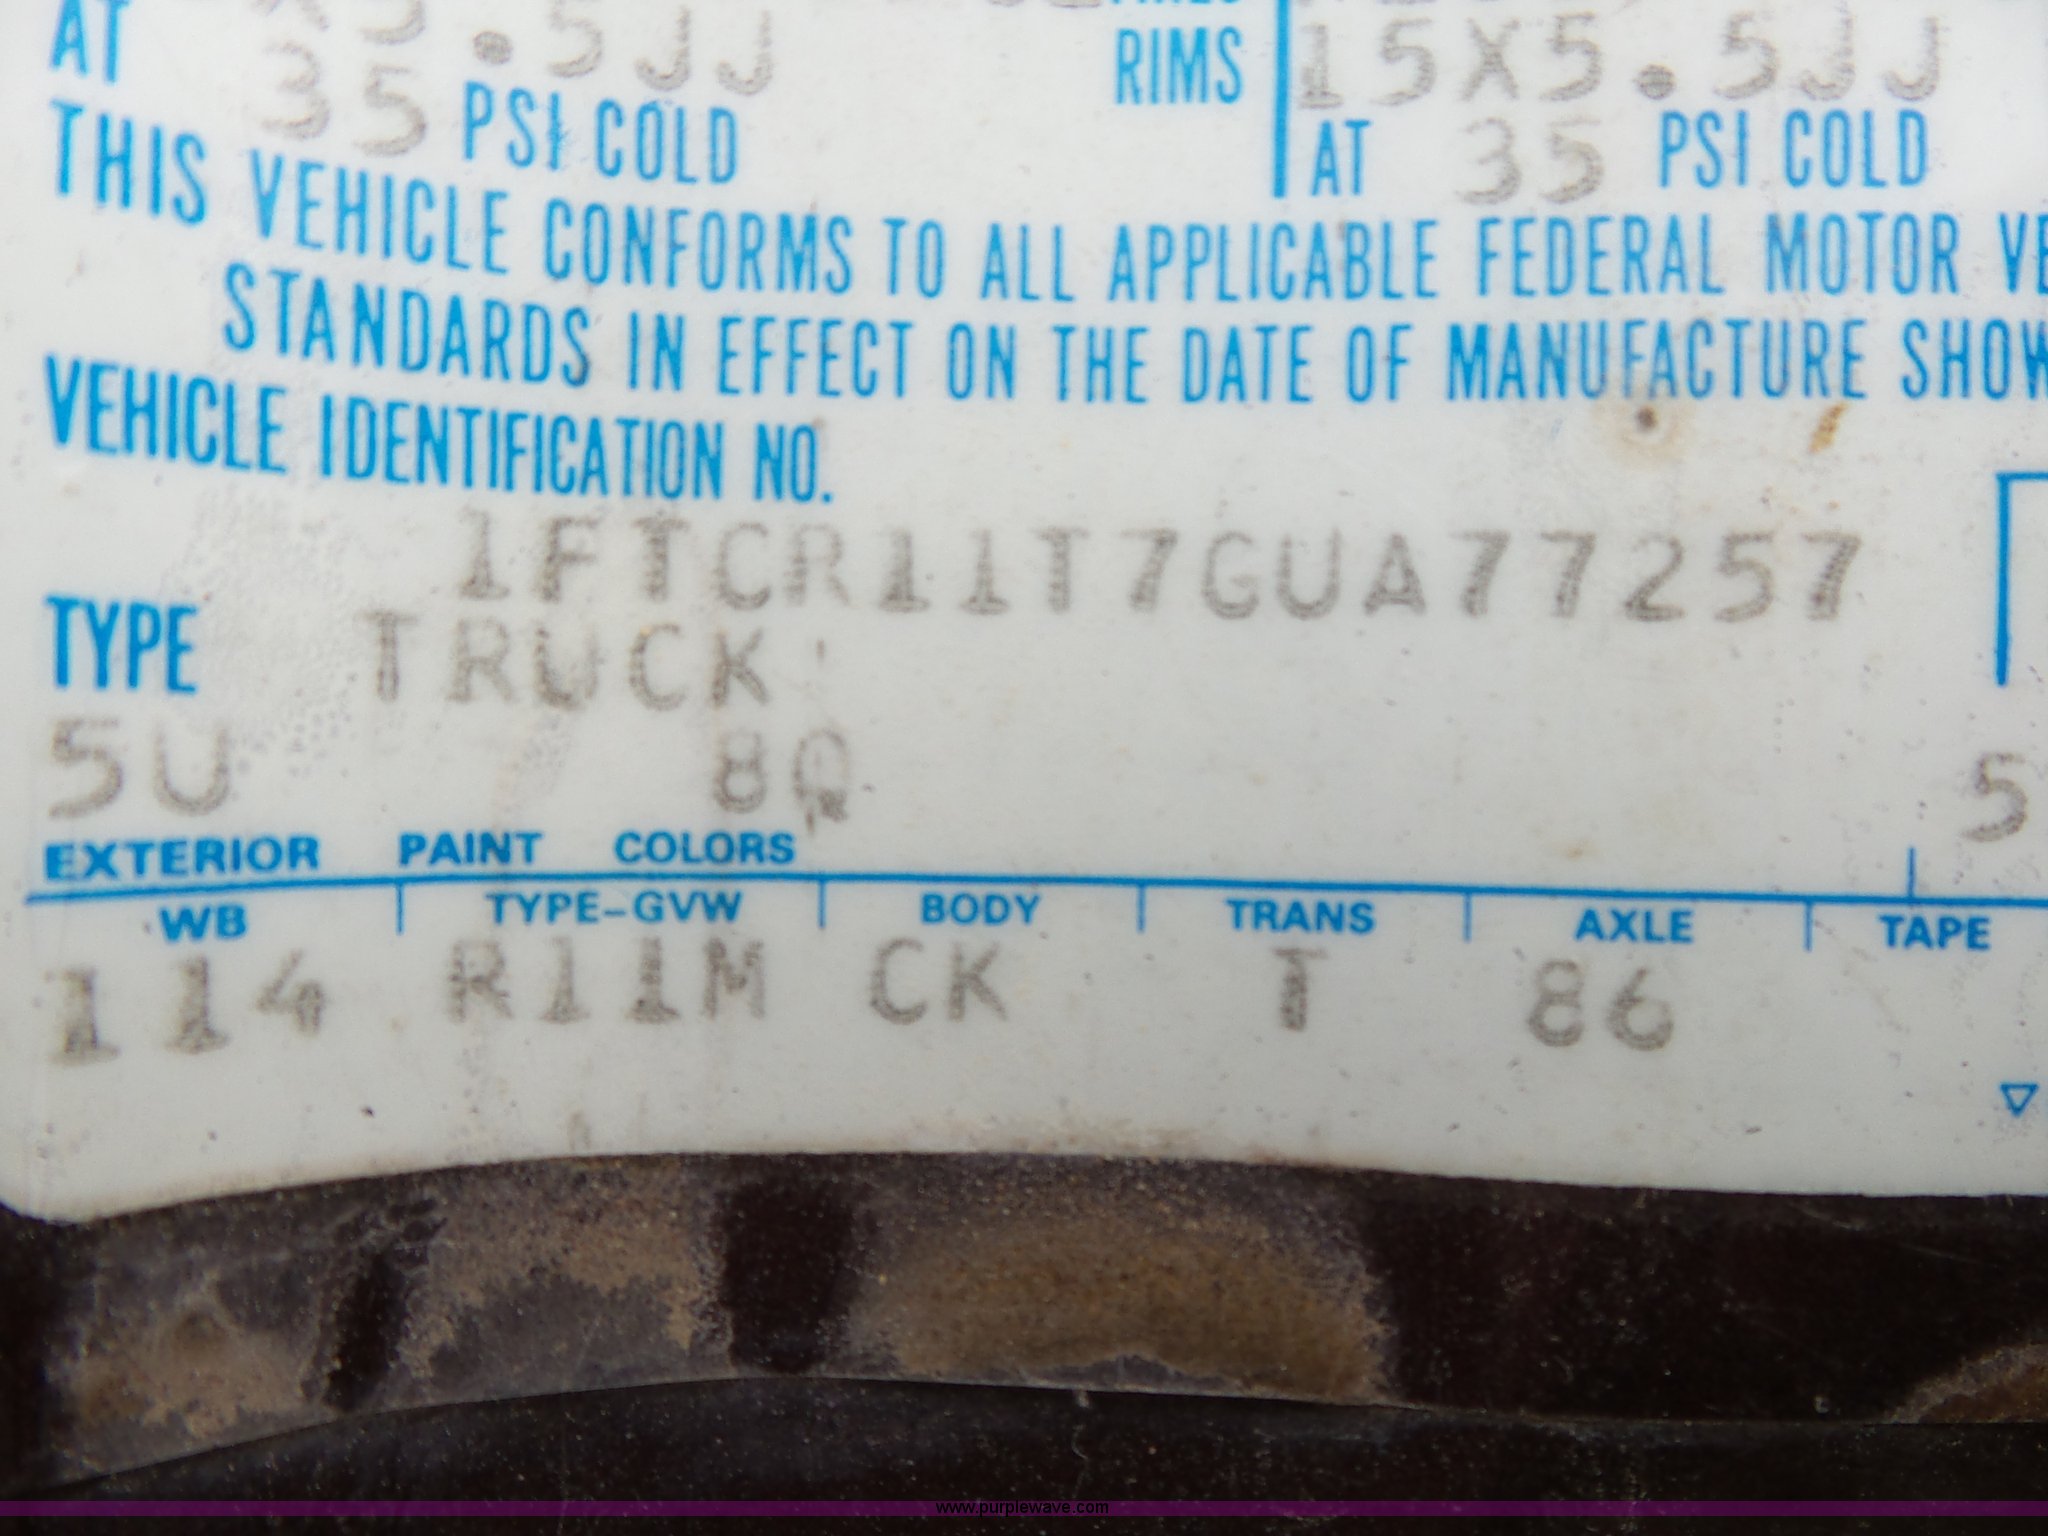 AT
35 PSI COLD
RIMS 15X5.5JJ
AT 35 PSI COLD
THIS VEHICLE CONFORMS TO ALL APPLICABLE FEDERAL MOTOR VE
STANDARDS IN EFFECT ON THE DATE OF MANUFACTURE SHOW
VEHICLE IDENTIFICATION NO.
1FTCR11T7GUA77257
TYPE TRUCK
5U 8Q 5
EXTERIOR PAINT COLORS
WB TYPE-GVW BODY TRANS AXLE TAPE
114 R11M CK T 86
www.purplewave.com